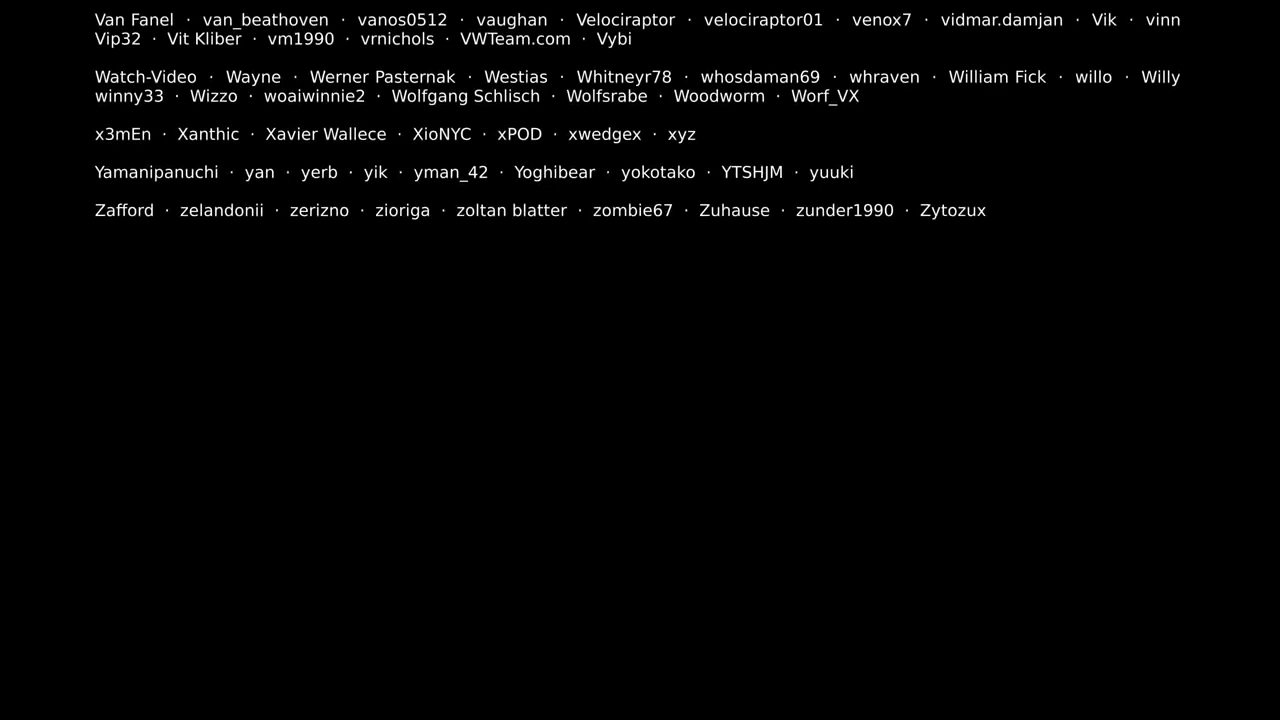 Van Fanel · van_beathoven · vanos0512 · vaughan · Velociraptor · velociraptor01 · venox7 · vidmar.damjan · Vik · vinn
Vip32 · Vit Kliber · vm1990 · vrnichols · VWTeam.com · Vybi
Watch-Video · Wayne · Werner Pasternak · Westias · Whitneyr78 · whosdaman69 · whraven · William Fick · willo · Willy
winny33 · Wizzo · woaiwinnie2 · Wolfgang Schlisch · Wolfsrabe · Woodworm · Worf_VX
x3mEn · Xanthic · Xavier Wallece · XioNYC · xPOD · xwedgex · xyz
Yamanipanuchi · yan · yerb · yik · yman_42 · Yoghibear · yokotako · YTSHJM · yuuki
Zafford · zelandonii · zerizno · zioriga · zoltan blatter · zombie67 · Zuhause · zunder1990 · Zytozux